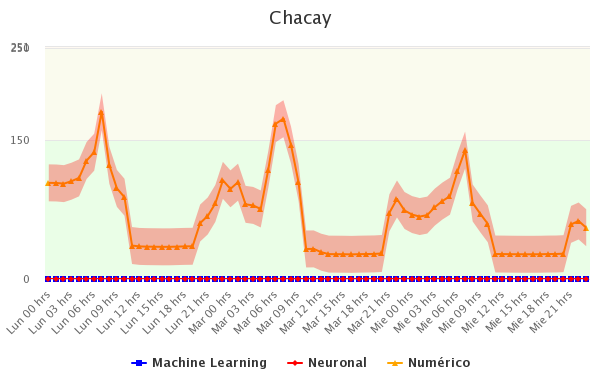 Chacay
250
150
0
Lun 00 hrs
Lun 03 hrs
Lun 06 hrs
Lun 09 hrs
Lun 12 hrs
Lun 15 hrs
Lun 18 hrs
Lun 21 hrs
Mar 00 hrs
Mar 03 hrs
Mar 06 hrs
Mar 09 hrs
Mar 12 hrs
Mar 15 hrs
Mar 18 hrs
Mar 21 hrs
Mie 00 hrs
Mie 03 hrs
Mie 06 hrs
Mie 09 hrs
Mie 12 hrs
Mie 15 hrs
Mie 18 hrs
Mie 21 hrs
Machine Learning Neuronal Numérico